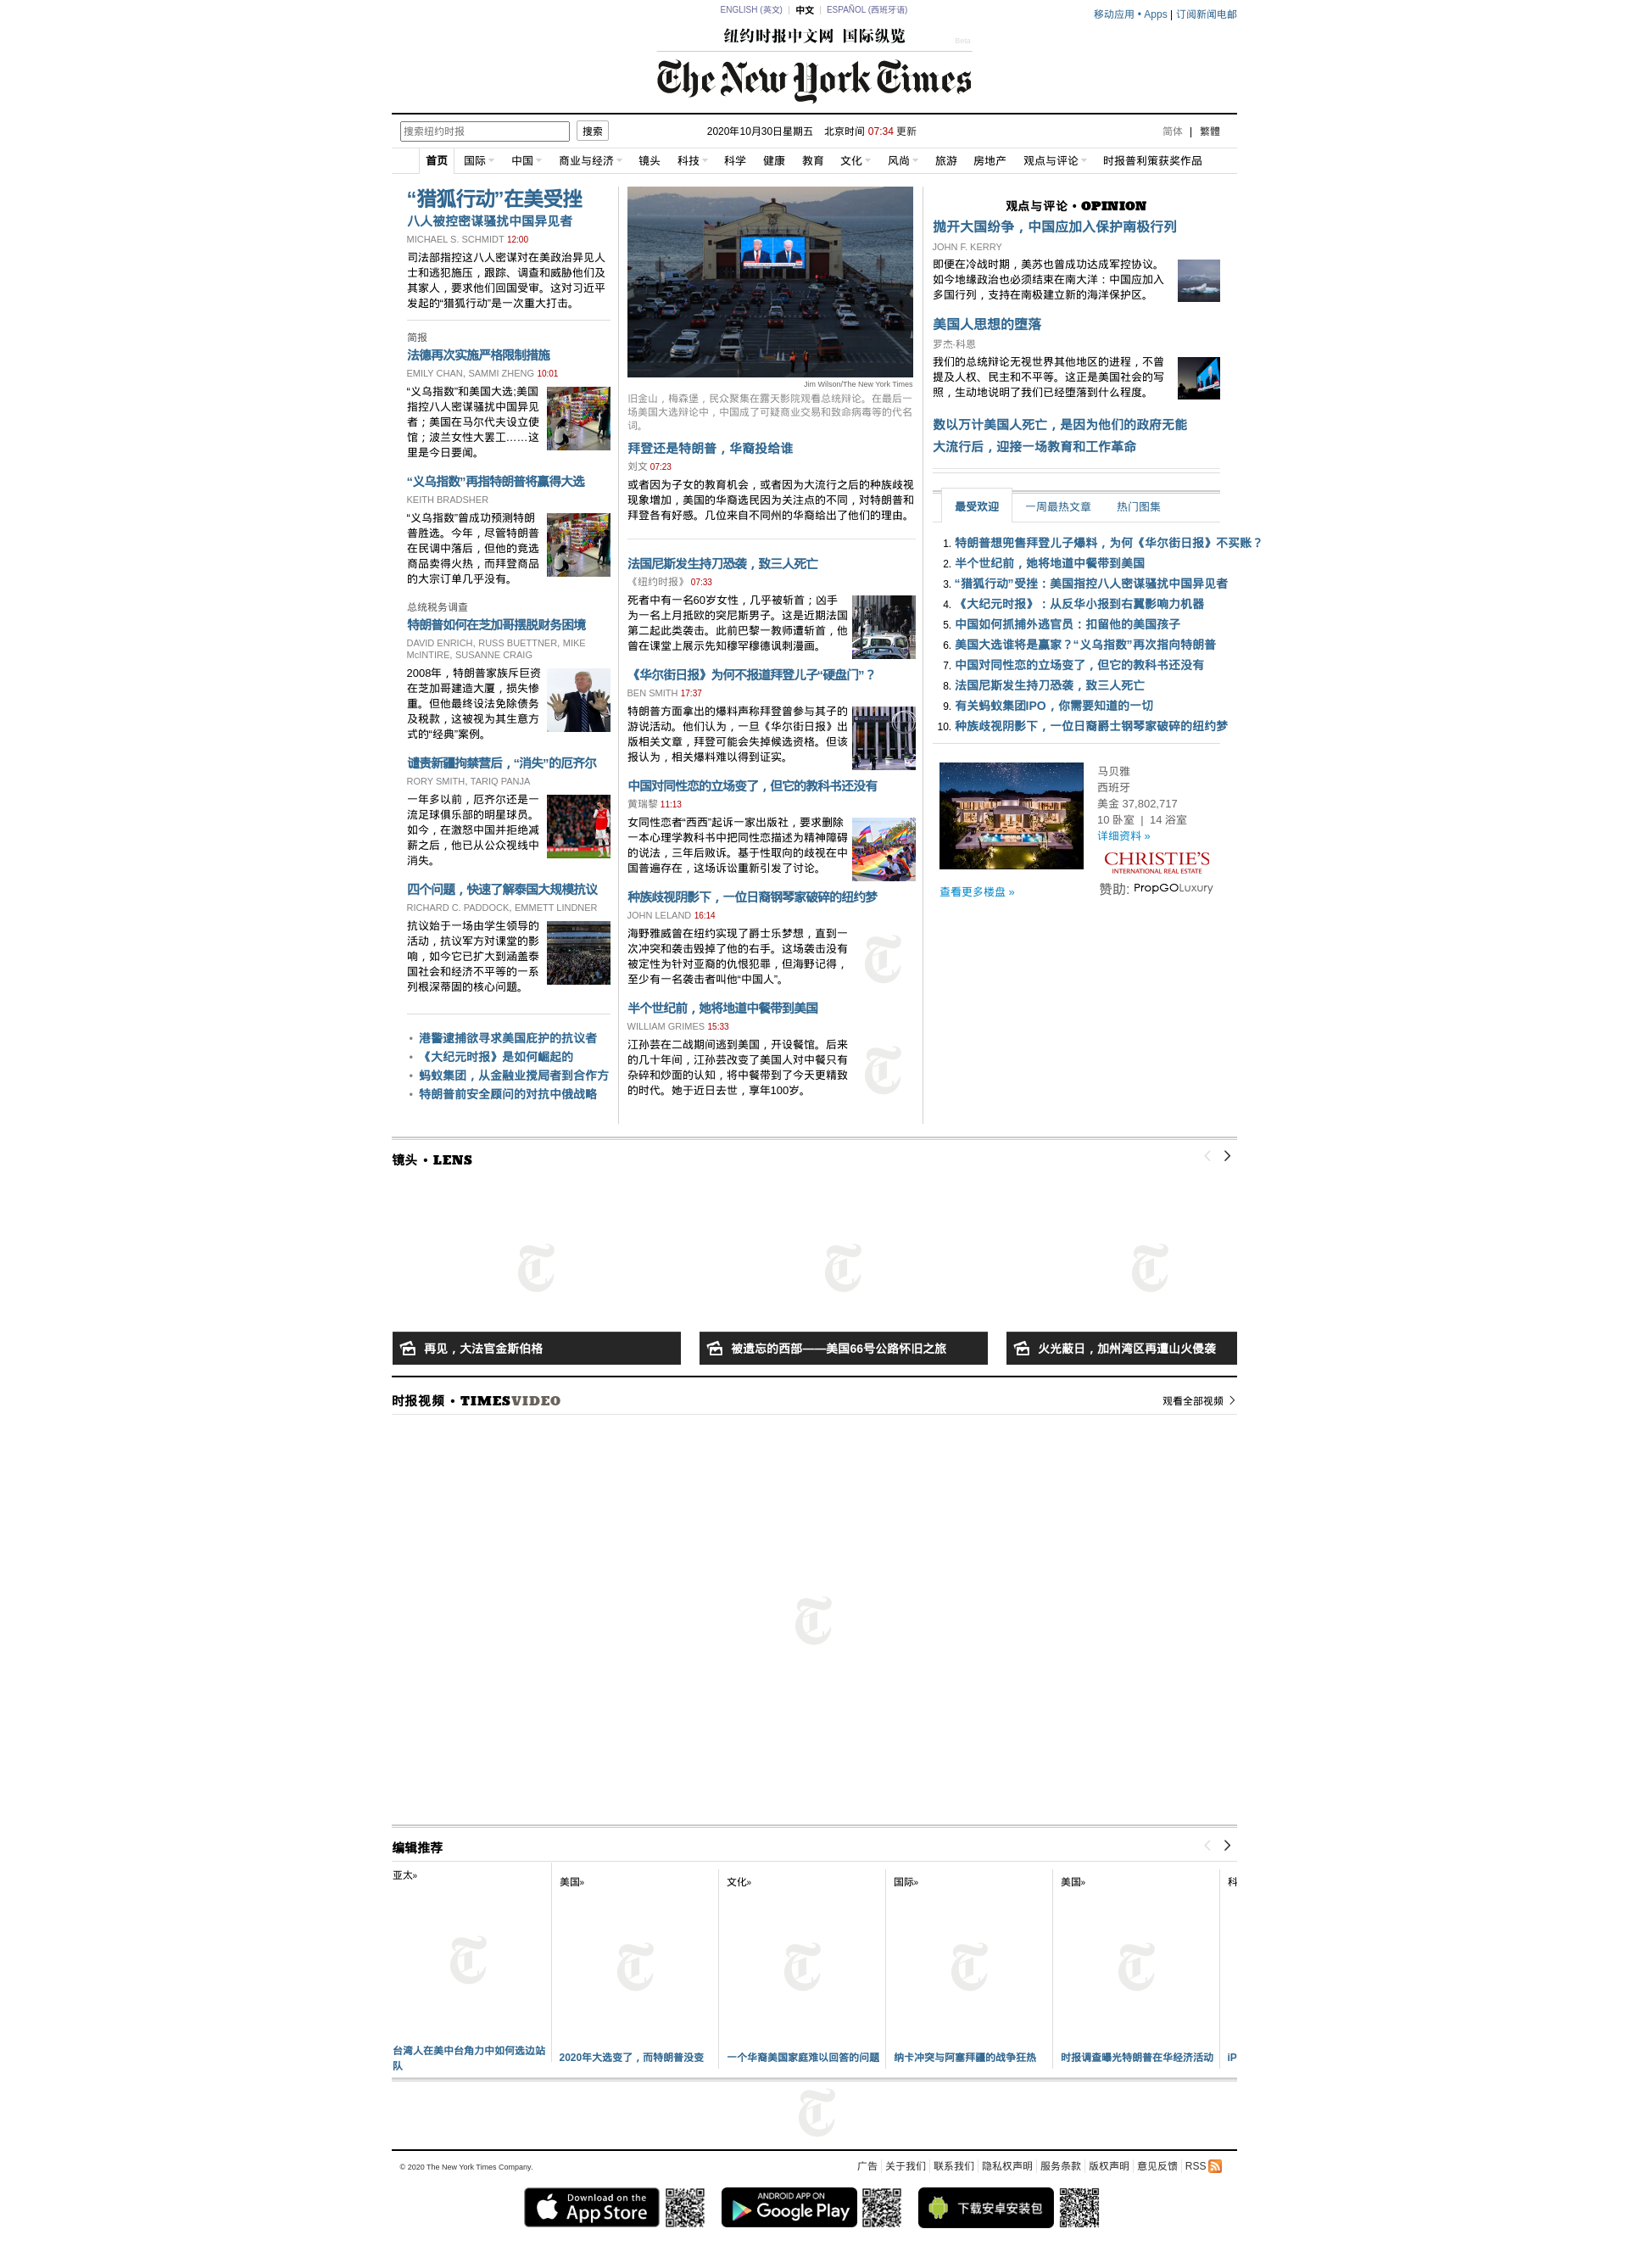 ENGLISH (英文) | 中文 | ESPAÑOL (西班牙语)
移动应用 • Apps | 订阅新闻电邮
纽约时报中文网 国际纵览
Beta
The New York Times
搜索纽约时报 搜索
2020年10月30日星期五 北京时间 07:34 更新
简体 | 繁體
首页 国际 中国 商业与经济 镜头 科技 科学 健康 教育 文化 风尚 旅游 房地产 观点与评论 时报普利策获奖作品
“猎狐行动”在美受挫
八人被控密谋骚扰中国异见者
MICHAEL S. SCHMIDT 12:00
司法部指控这八人密谋对在美政治异见人
士和逃犯施压，跟踪、调查和威胁他们及
其家人，要求他们回国受审。这对习近平
发起的“猎狐行动”是一次重大打击。
简报
法德再次实施严格限制措施
EMILY CHAN, SAMMI ZHENG 10:01
“义乌指数”和美国大选;美国
指控八人密谋骚扰中国异见
者；美国在马尔代夫设立使
馆；波兰女性大罢工……这
里是今日要闻。
“义乌指数”再指特朗普将赢得大选
KEITH BRADSHER
“义乌指数”曾成功预测特朗
普胜选。今年，尽管特朗普
在民调中落后，但他的竞选
商品卖得火热，而拜登商品
的大宗订单几乎没有。
总统税务调查
特朗普如何在芝加哥摆脱财务困境
DAVID ENRICH, RUSS BUETTNER, MIKE
McINTIRE, SUSANNE CRAIG
2008年，特朗普家族斥巨资
在芝加哥建造大厦，损失惨
重。但他最终设法免除债务
及税款，这被视为其生意方
式的“经典”案例。
谴责新疆拘禁营后，“消失”的厄齐尔
RORY SMITH, TARIQ PANJA
一年多以前，厄齐尔还是一
流足球俱乐部的明星球员。
如今，在激怒中国并拒绝减
薪之后，他已从公众视线中
消失。
四个问题，快速了解泰国大规模抗议
RICHARD C. PADDOCK, EMMETT LINDNER
抗议始于一场由学生领导的
活动，抗议军方对课堂的影
响，如今它已扩大到涵盖泰
国社会和经济不平等的一系
列根深蒂固的核心问题。
• 港警逮捕欲寻求美国庇护的抗议者
• 《大纪元时报》是如何崛起的
• 蚂蚁集团，从金融业搅局者到合作方
• 特朗普前安全顾问的对抗中俄战略
Jim Wilson/The New York Times
旧金山，梅森堡，民众聚集在露天影院观看总统辩论。在最后一
场美国大选辩论中，中国成了可疑商业交易和致命病毒等的代名
词。
拜登还是特朗普，华裔投给谁
刘文 07:23
或者因为子女的教育机会，或者因为大流行之后的种族歧视
现象增加，美国的华裔选民因为关注点的不同，对特朗普和
拜登各有好感。几位来自不同州的华裔给出了他们的理由。
法国尼斯发生持刀恐袭，致三人死亡
《纽约时报》 07:33
死者中有一名60岁女性，几乎被斩首；凶手
为一名上月抵欧的突尼斯男子。这是近期法国
第二起此类袭击。此前巴黎一教师遭斩首，他
曾在课堂上展示先知穆罕穆德讽刺漫画。
《华尔街日报》为何不报道拜登儿子“硬盘门”？
BEN SMITH 17:37
特朗普方面拿出的爆料声称拜登曾参与其子的
游说活动。他们认为，一旦《华尔街日报》出
版相关文章，拜登可能会失掉候选资格。但该
报认为，相关爆料难以得到证实。
中国对同性恋的立场变了，但它的教科书还没有
黄瑞黎 11:13
女同性恋者“西西”起诉一家出版社，要求删除
一本心理学教科书中把同性恋描述为精神障碍
的说法，三年后败诉。基于性取向的歧视在中
国普遍存在，这场诉讼重新引发了讨论。
种族歧视阴影下，一位日裔钢琴家破碎的纽约梦
JOHN LELAND 16:14
海野雅威曾在纽约实现了爵士乐梦想，直到一
次冲突和袭击毁掉了他的右手。这场袭击没有
被定性为针对亚裔的仇恨犯罪，但海野记得，
至少有一名袭击者叫他“中国人”。
半个世纪前，她将地道中餐带到美国
WILLIAM GRIMES 15:33
江孙芸在二战期间逃到美国，开设餐馆。后来
的几十年间，江孙芸改变了美国人对中餐只有
杂碎和炒面的认知，将中餐带到了今天更精致
的时代。她于近日去世，享年100岁。
观点与评论 • OPINION
抛开大国纷争，中国应加入保护南极行列
JOHN F. KERRY
即便在冷战时期，美苏也曾成功达成军控协议。
如今地缘政治也必须结束在南大洋：中国应加入
多国行列，支持在南极建立新的海洋保护区。
美国人思想的堕落
罗杰·科恩
我们的总统辩论无视世界其他地区的进程，不曾
提及人权、民主和不平等。这正是美国社会的写
照，生动地说明了我们已经堕落到什么程度。
数以万计美国人死亡，是因为他们的政府无能
大流行后，迎接一场教育和工作革命
最受欢迎 一周最热文章 热门图集
1. 特朗普想兜售拜登儿子爆料，为何《华尔街日报》不买账？
2. 半个世纪前，她将地道中餐带到美国
3. “猎狐行动”受挫：美国指控八人密谋骚扰中国异见者
4. 《大纪元时报》：从反华小报到右翼影响力机器
5. 中国如何抓捕外逃官员：扣留他的美国孩子
6. 美国大选谁将是赢家？“义乌指数”再次指向特朗普
7. 中国对同性恋的立场变了，但它的教科书还没有
8. 法国尼斯发生持刀恐袭，致三人死亡
9. 有关蚂蚁集团IPO，你需要知道的一切
10. 种族歧视阴影下，一位日裔爵士钢琴家破碎的纽约梦
马贝雅
西班牙
美金 37,802,717
10 卧室 | 14 浴室
详细资料 »
CHRISTIE'S
INTERNATIONAL REAL ESTATE
查看更多楼盘 »
赞助: PropGOLuxury
镜头 • LENS
再见，大法官金斯伯格
被遗忘的西部——美国66号公路怀旧之旅
火光蔽日，加州湾区再遭山火侵袭
时报视频 • TIMESVIDEO
观看全部视频
编辑推荐
亚太» 美国» 文化» 国际» 美国» 科
台湾人在美中台角力中如何选边站
队
2020年大选变了，而特朗普没变
一个华裔美国家庭难以回答的问题
纳卡冲突与阿塞拜疆的战争狂热
时报调查曝光特朗普在华经济活动
iP
© 2020 The New York Times Company.
广告 关于我们 联系我们 隐私权声明 服务条款 版权声明 意见反馈 RSS
Download on the
App Store
ANDROID APP ON
Google Play
下载安卓安装包